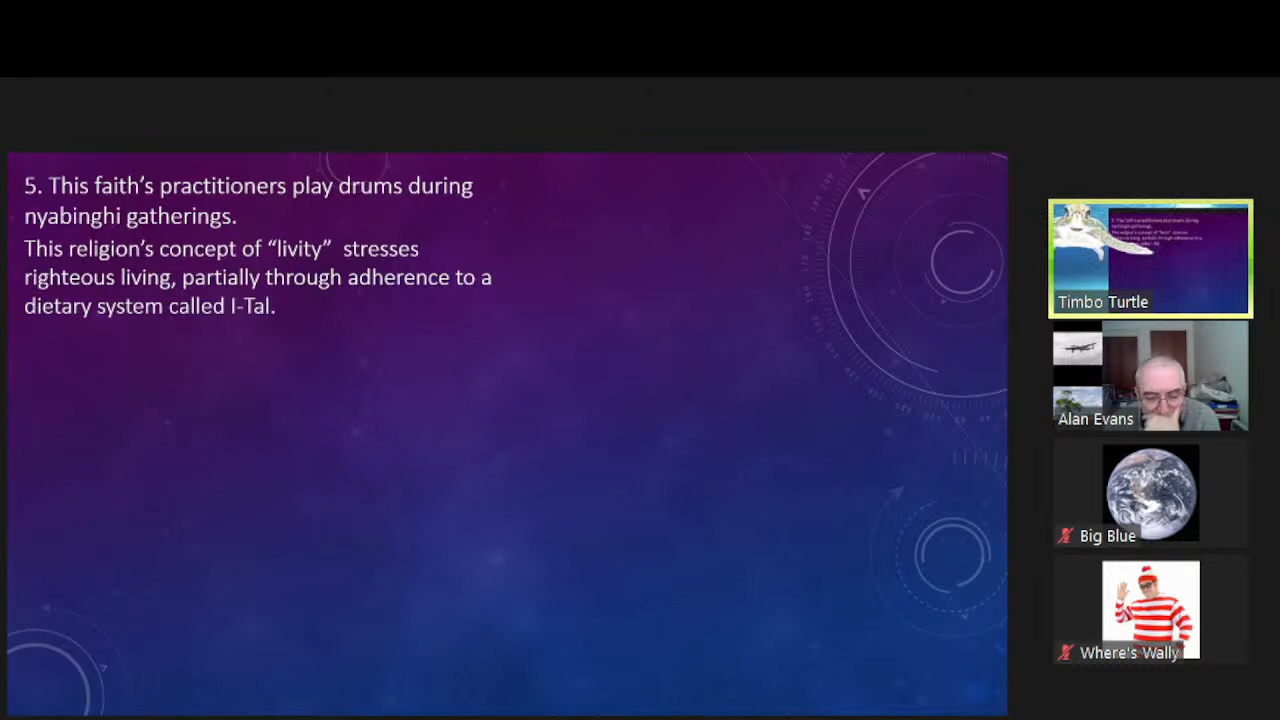 5. This faith’s practitioners play drums during
nyabinghi gatherings.
This religion’s concept of “livity”  stresses
righteous living, partially through adherence to a
dietary system called I-Tal.
Timbo Turtle
Alan Evans
Big Blue
Where's Wally